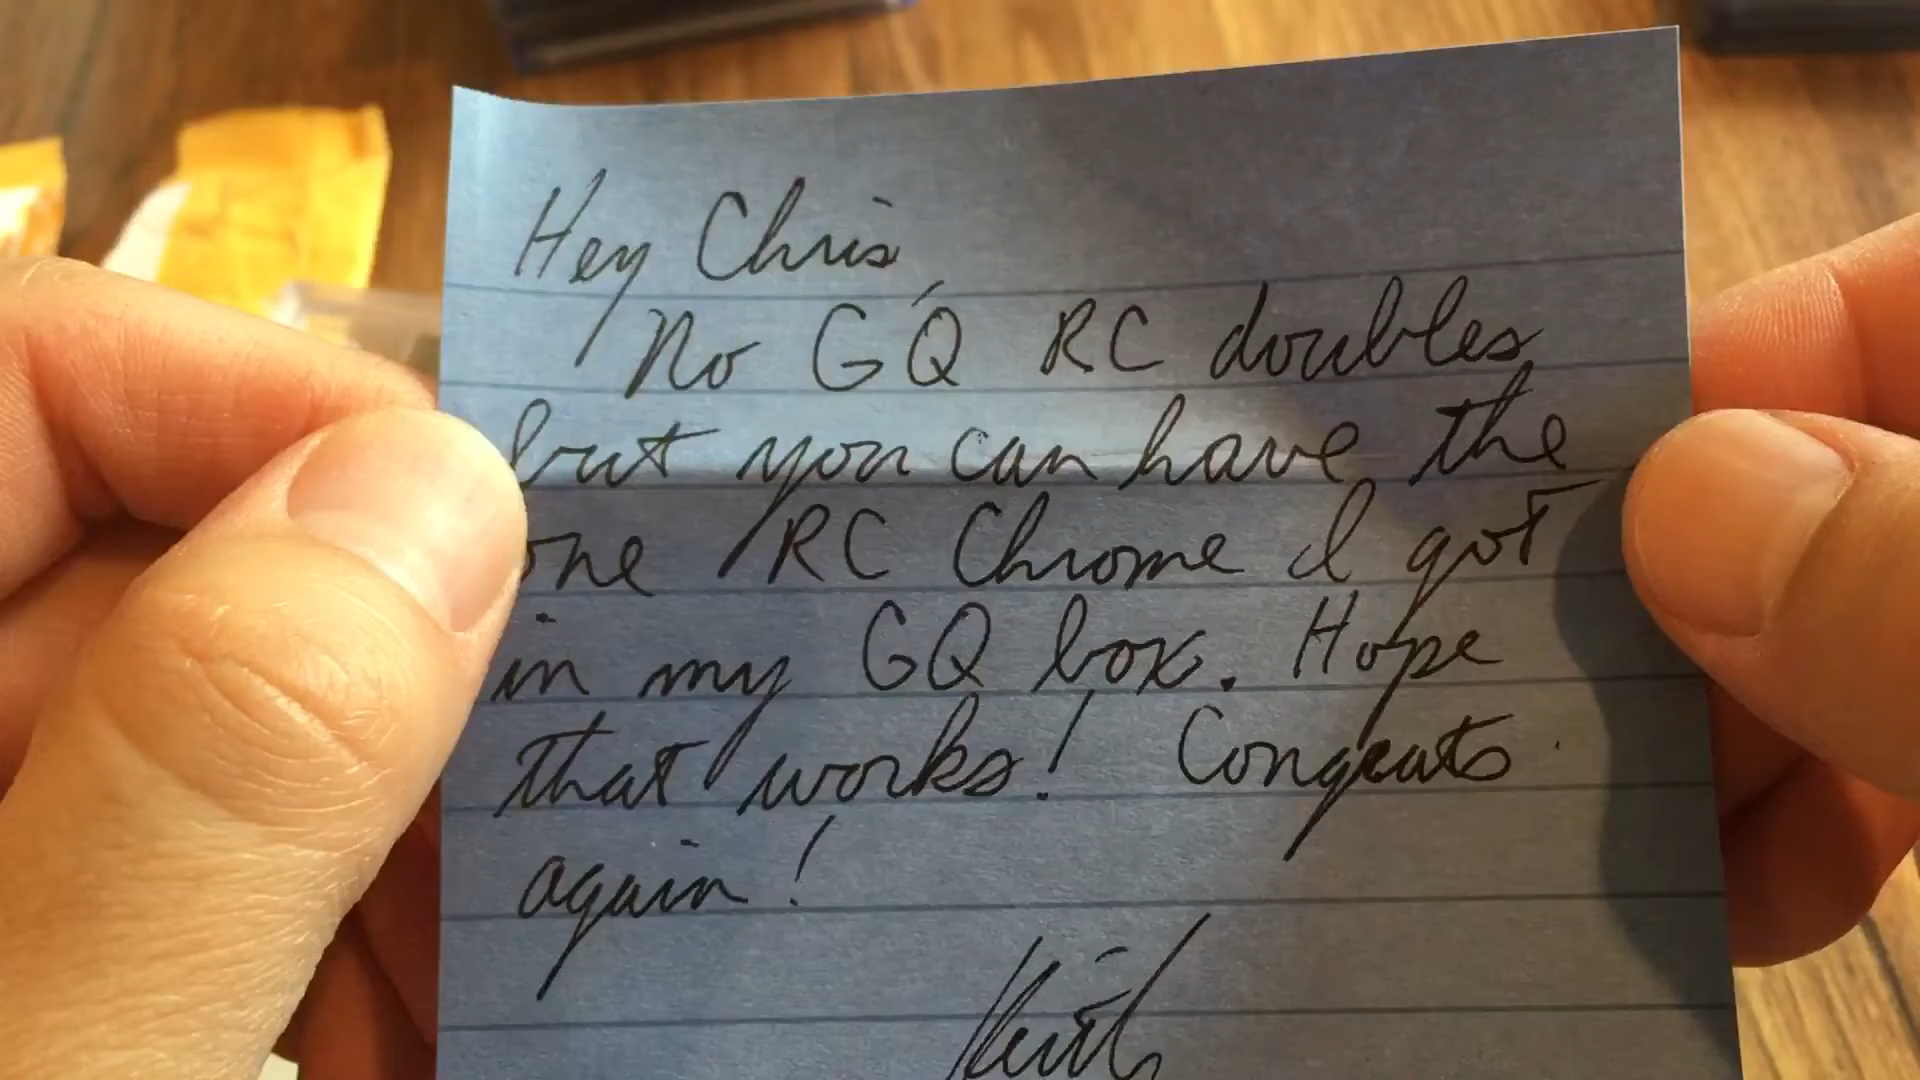 Hey Chris,
No GQ RC doubles
but you can have the
one RC Chrome I got
in my GQ box. Hope
that works! Congrats
again!
Keith